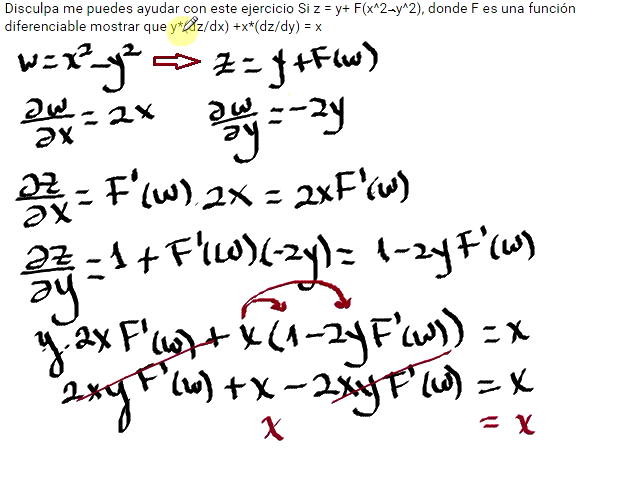 Disculpa me puedes ayudar con este ejercicio Si z = y+ F(x^2-y^2), donde F es una función
diferenciable mostrar que y*(dz/dx) +x*(dz/dy) = x
w = x² - y² ⇒ z = y + F(w)
∂w/∂x = 2x ∂w/∂y = -2y
∂z/∂x = F'(w) . 2x = 2xF'(w)
∂z/∂y = 1 + F'(w)(-2y) = 1 - 2yF'(w)
y · 2xF'(w) + x(1 - 2yF'(w)) = x
2xyF'(w) + x - 2xyF'(w) = x
x = x